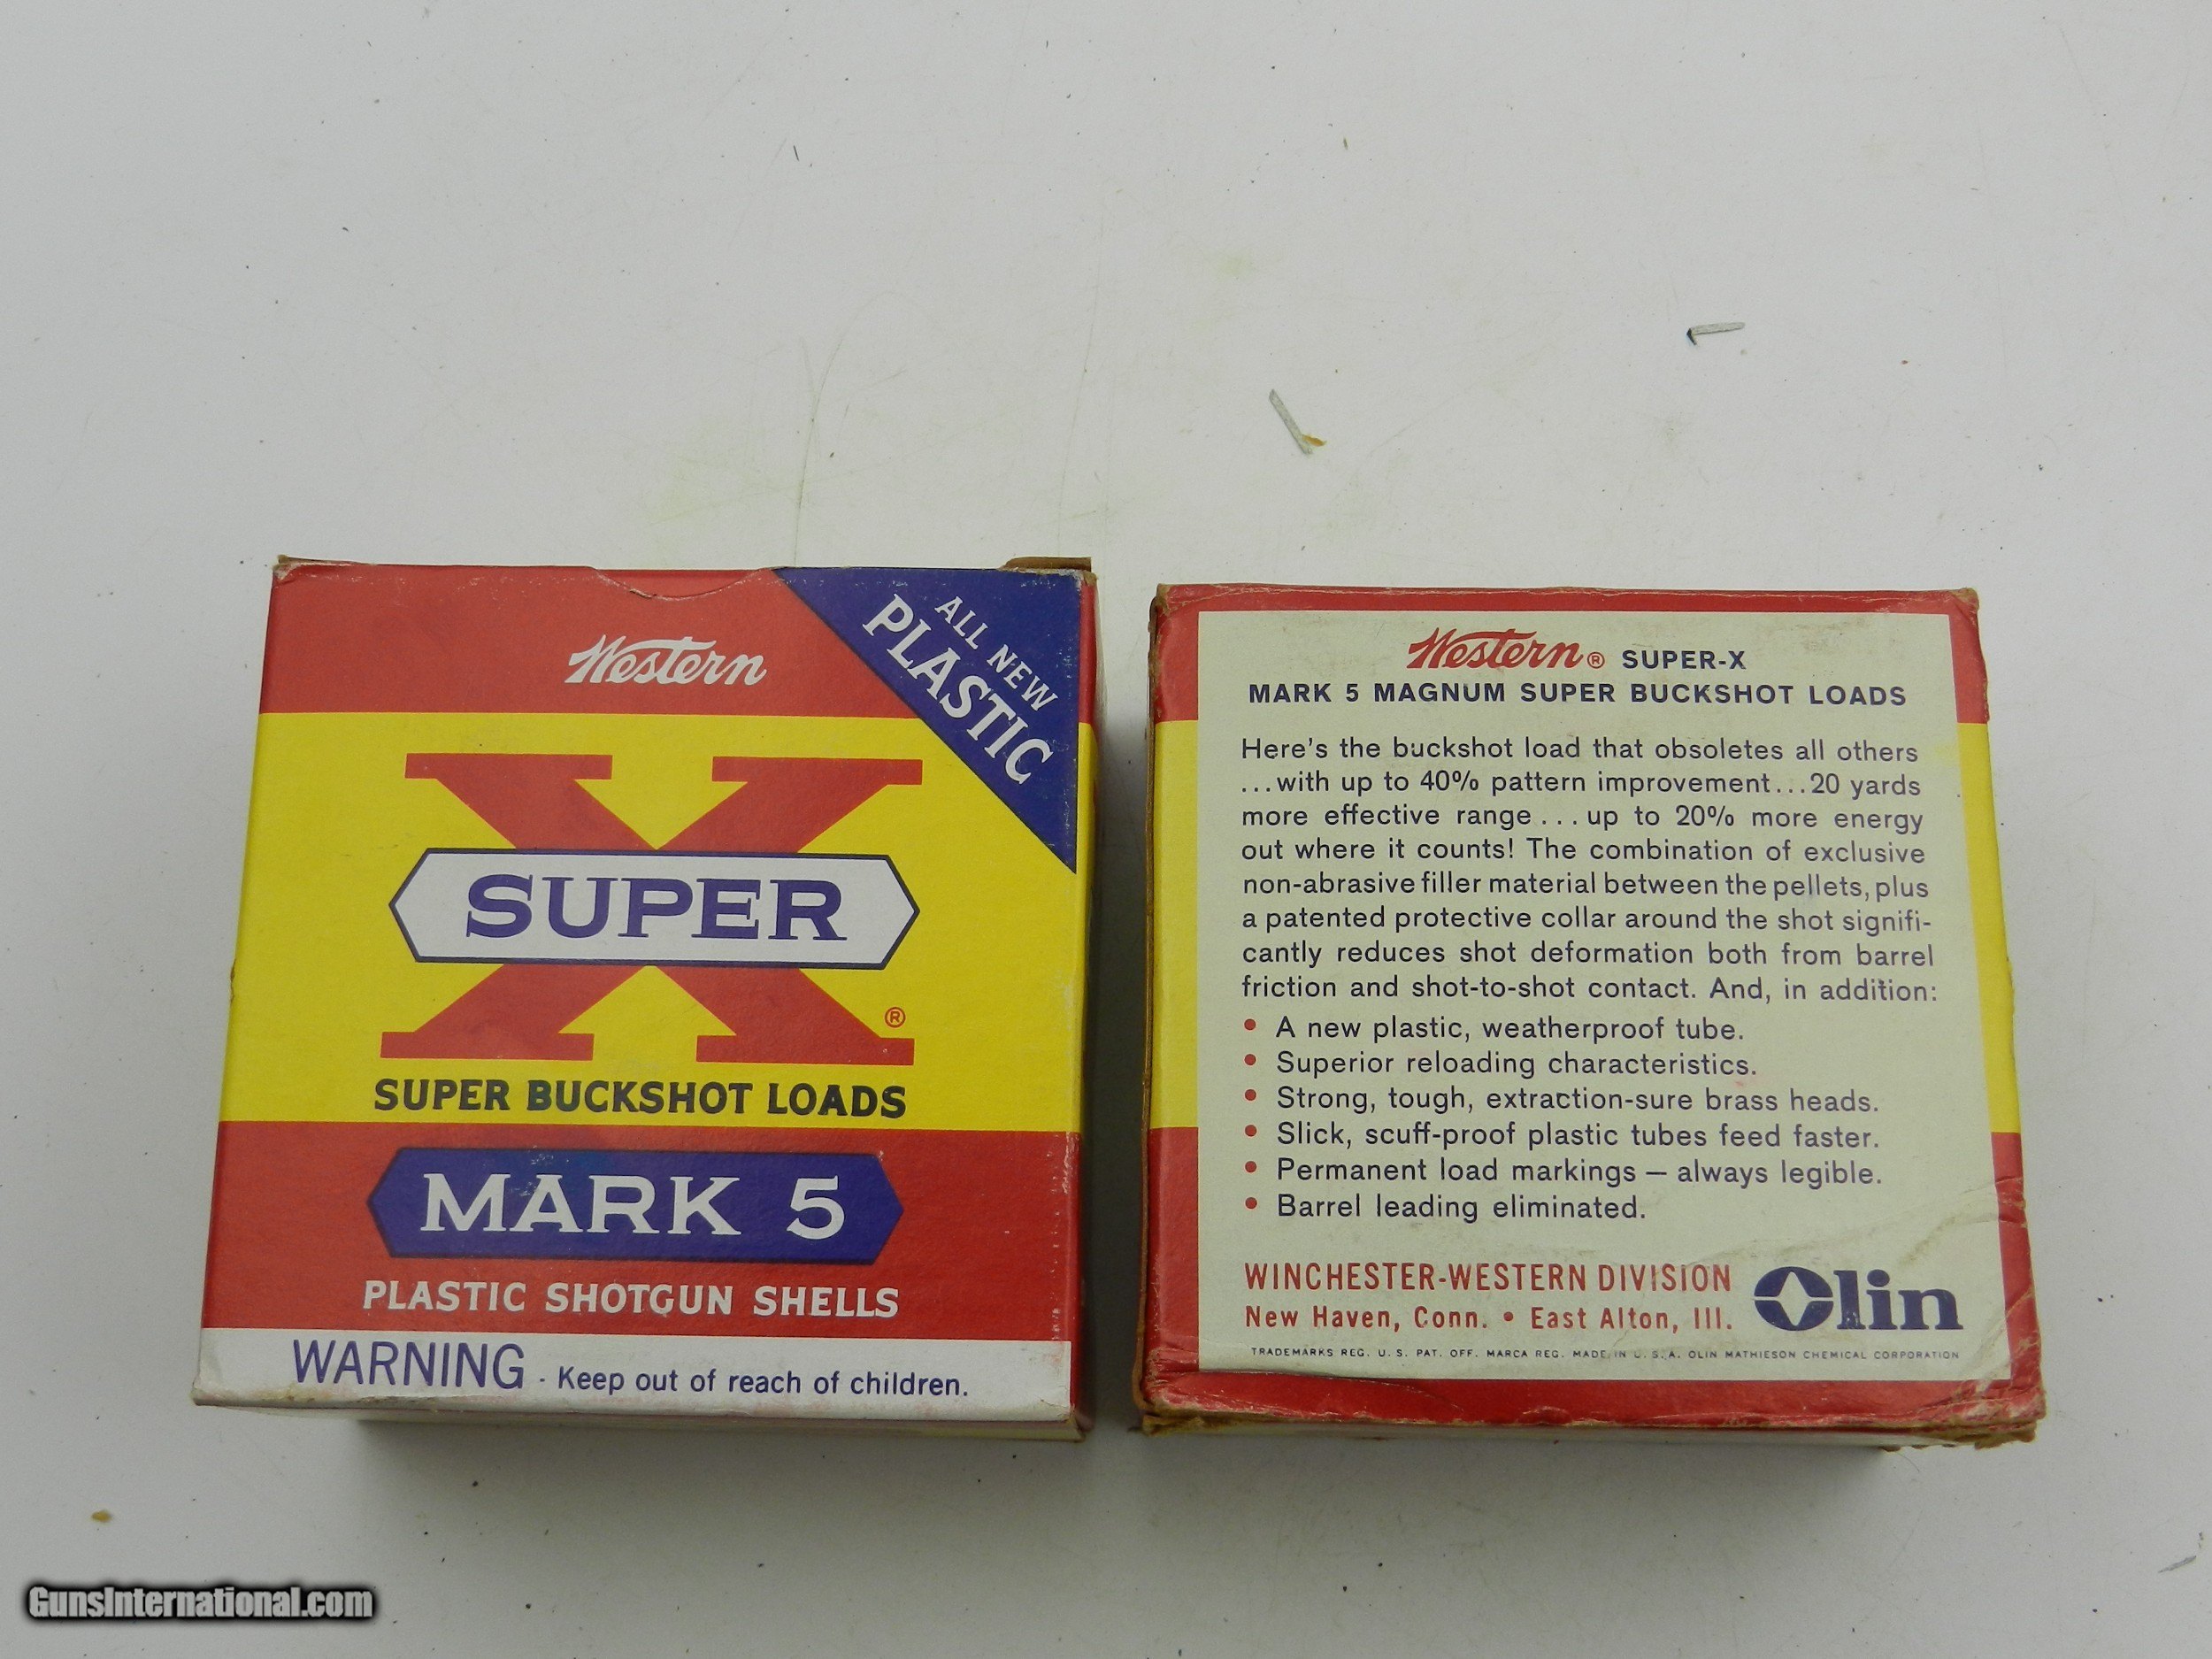 Western
ALL NEW
PLASTIC
X
SUPER
®
SUPER BUCKSHOT LOADS
MARK 5
PLASTIC SHOTGUN SHELLS
WARNING - Keep out of reach of children.
Western® SUPER-X
MARK 5 MAGNUM SUPER BUCKSHOT LOADS
Here's the buckshot load that obsoletes all others
...with up to 40% pattern improvement...20 yards
more effective range...up to 20% more energy
out where it counts! The combination of exclusive
non-abrasive filler material between the pellets, plus
a patented protective collar around the shot signifi-
cantly reduces shot deformation both from barrel
friction and shot-to-shot contact. And, in addition:
• A new plastic, weatherproof tube.
• Superior reloading characteristics.
• Strong, tough, extraction-sure brass heads.
• Slick, scuff-proof plastic tubes feed faster.
• Permanent load markings — always legible.
• Barrel leading eliminated.
WINCHESTER-WESTERN DIVISION
New Haven, Conn. • East Alton, Ill.
Olin
TRADEMARKS REG. U. S. PAT. OFF. MARCA REG. MADE IN U. S. A. OLIN MATHIESON CHEMICAL CORPORATION
GunsInternational.com